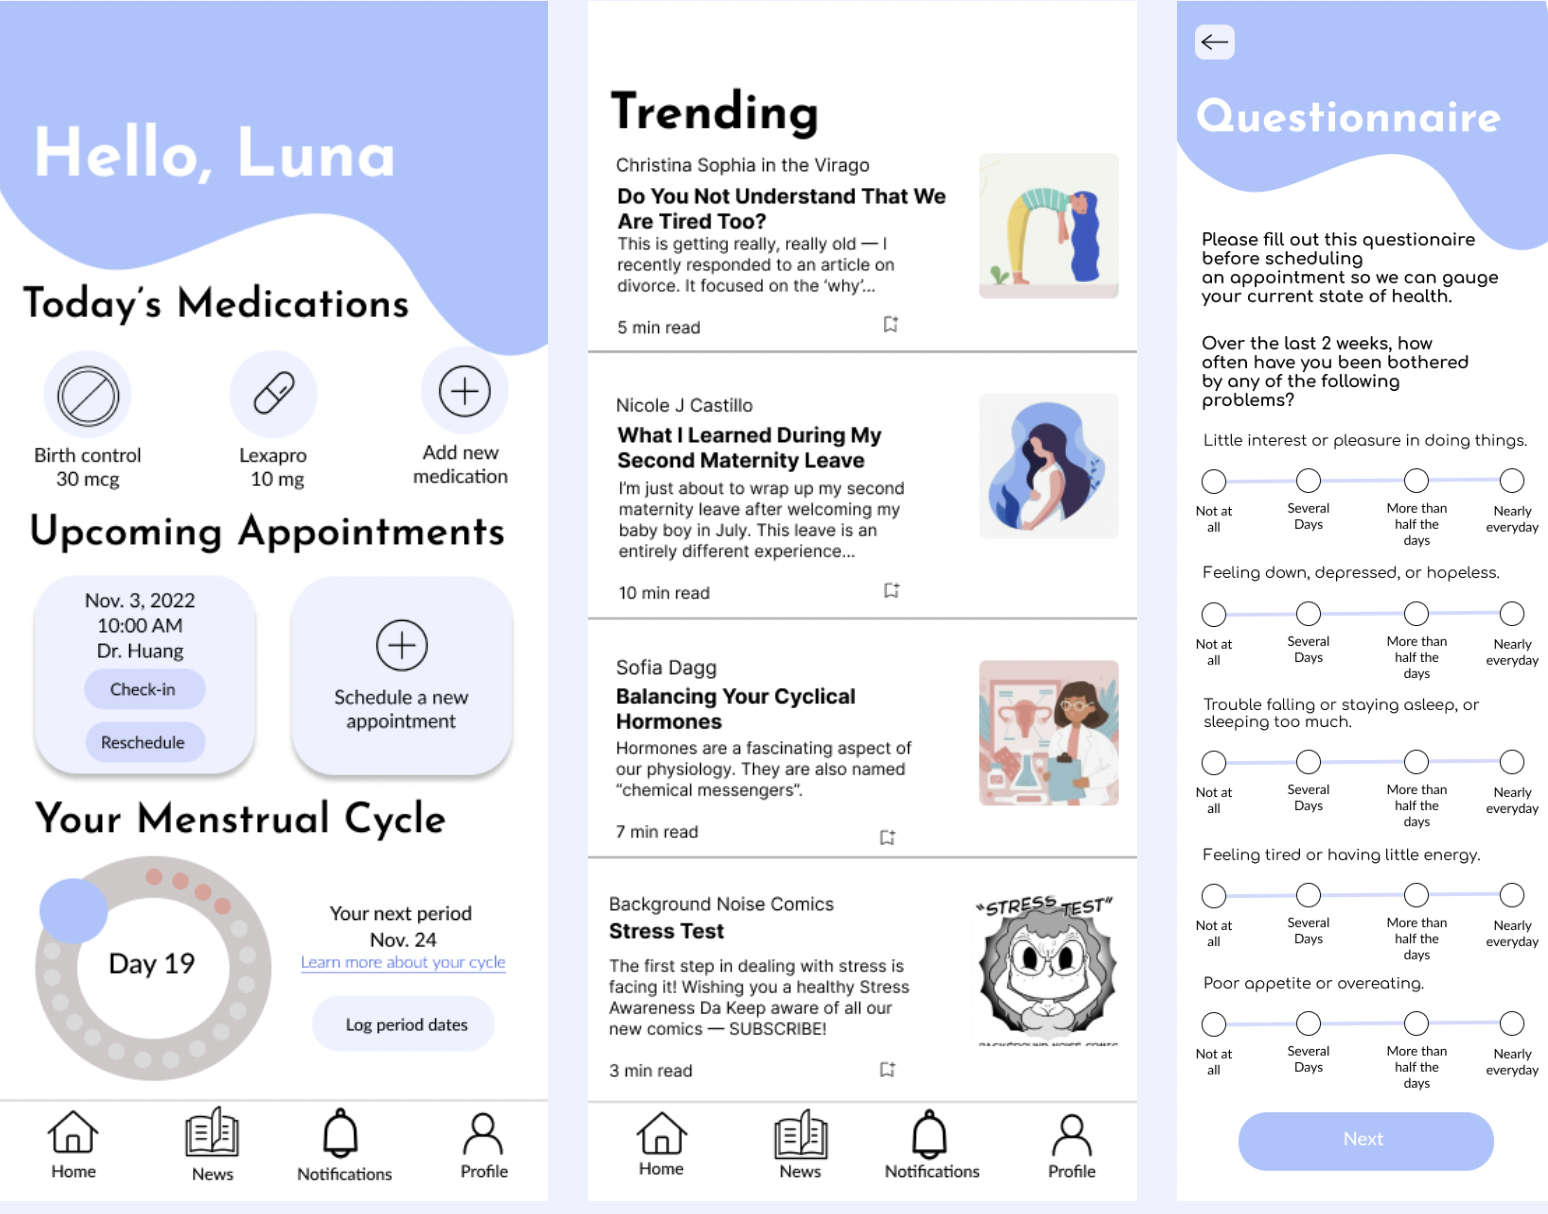 Hello, Luna
Today's Medications
Birth control
30 mcg
Lexapro
10 mg
Add new
medication
Upcoming Appointments
Nov. 3, 2022
10:00 AM
Dr. Huang
Check-in
Reschedule
Schedule a new
appointment
Your Menstrual Cycle
Day 19
Your next period
Nov. 24
Learn more about your cycle
Log period dates
Home
News
Notifications
Profile
Trending
Christina Sophia in the Virago
Do You Not Understand That We
Are Tired Too?
This is getting really, really old — I
recently responded to an article on
divorce. It focused on the 'why'...
5 min read
Nicole J Castillo
What I Learned During My
Second Maternity Leave
I'm just about to wrap up my second
maternity leave after welcoming my
baby boy in July. This leave is an
entirely different experience...
10 min read
Sofia Dagg
Balancing Your Cyclical
Hormones
Hormones are a fascinating aspect of
our physiology. They are also named
"chemical messengers".
7 min read
Background Noise Comics
Stress Test
The first step in dealing with stress is
facing it! Wishing you a healthy Stress
Awareness Da Keep aware of all our
new comics — SUBSCRIBE!
3 min read
"STRESS TEST"
BACKGROUND NOISE COMICS
Home
News
Notifications
Profile
Questionnaire
Please fill out this questionaire
before scheduling
an appointment so we can gauge
your current state of health.
Over the last 2 weeks, how
often have you been bothered
by any of the following
problems?
Little interest or pleasure in doing things.
Not at
all
Several
Days
More than
half the
days
Nearly
everyday
Feeling down, depressed, or hopeless.
Not at
all
Several
Days
More than
half the
days
Nearly
everyday
Trouble falling or staying asleep, or
sleeping too much.
Not at
all
Several
Days
More than
half the
days
Nearly
everyday
Feeling tired or having little energy.
Not at
all
Several
Days
More than
half the
days
Nearly
everyday
Poor appetite or overeating.
Not at
all
Several
Days
More than
half the
days
Nearly
everyday
Next